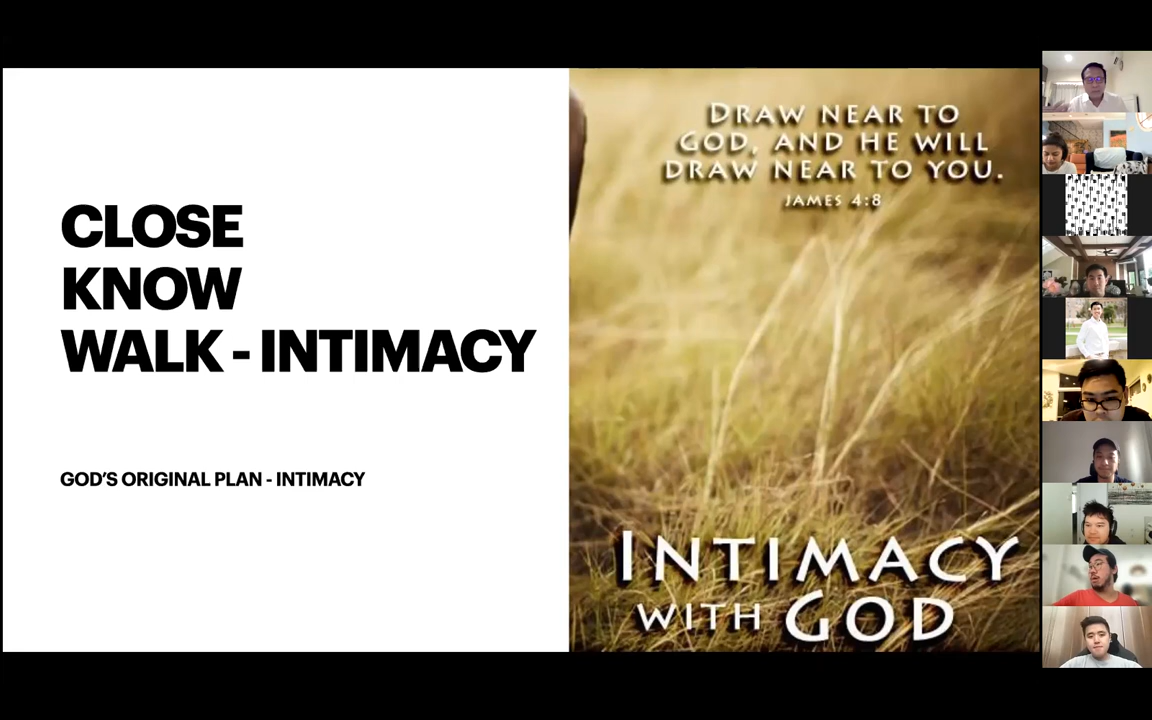 CLOSE
KNOW
WALK - INTIMACY
GOD'S ORIGINAL PLAN - INTIMACY
DRAW NEAR TO
GOD, AND HE WILL
DRAW NEAR TO YOU.
JAMES 4:8
INTIMACY
WITH GOD